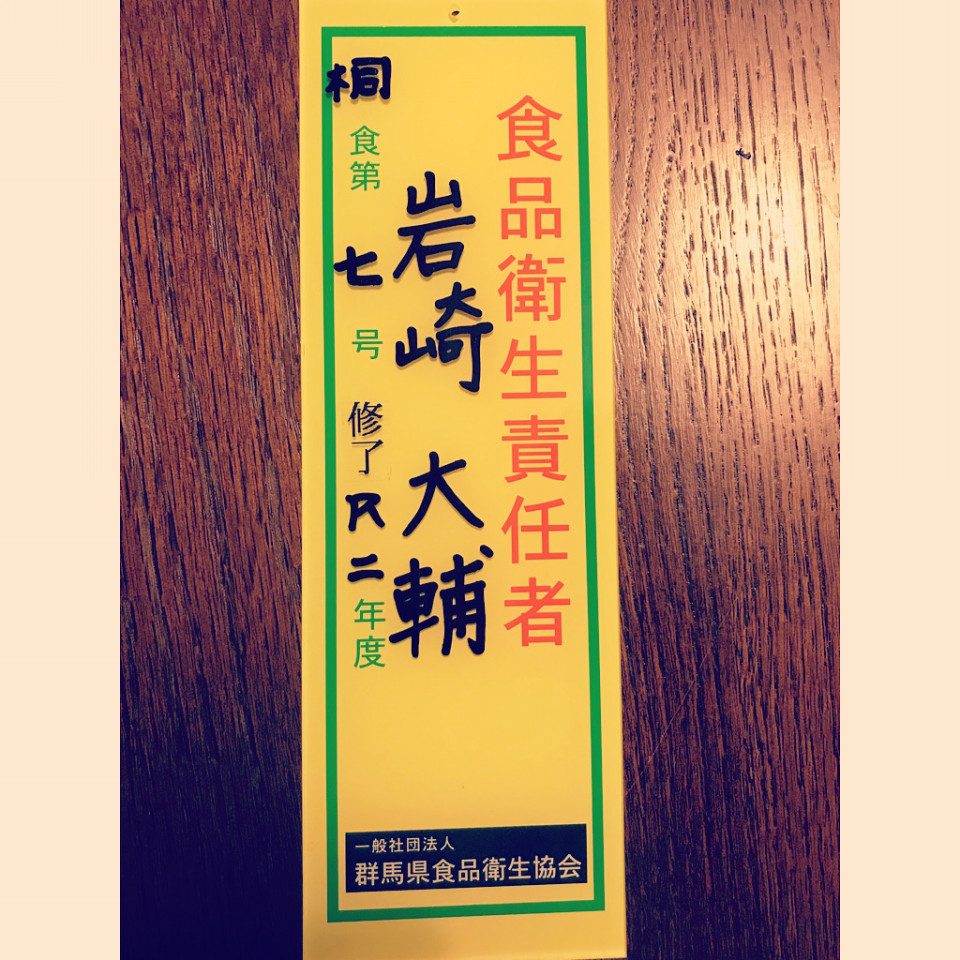 食品衛生責任者
岩崎 大輔
桐食第七号 修了R二年度
一般社団法人
群馬県食品衛生協会